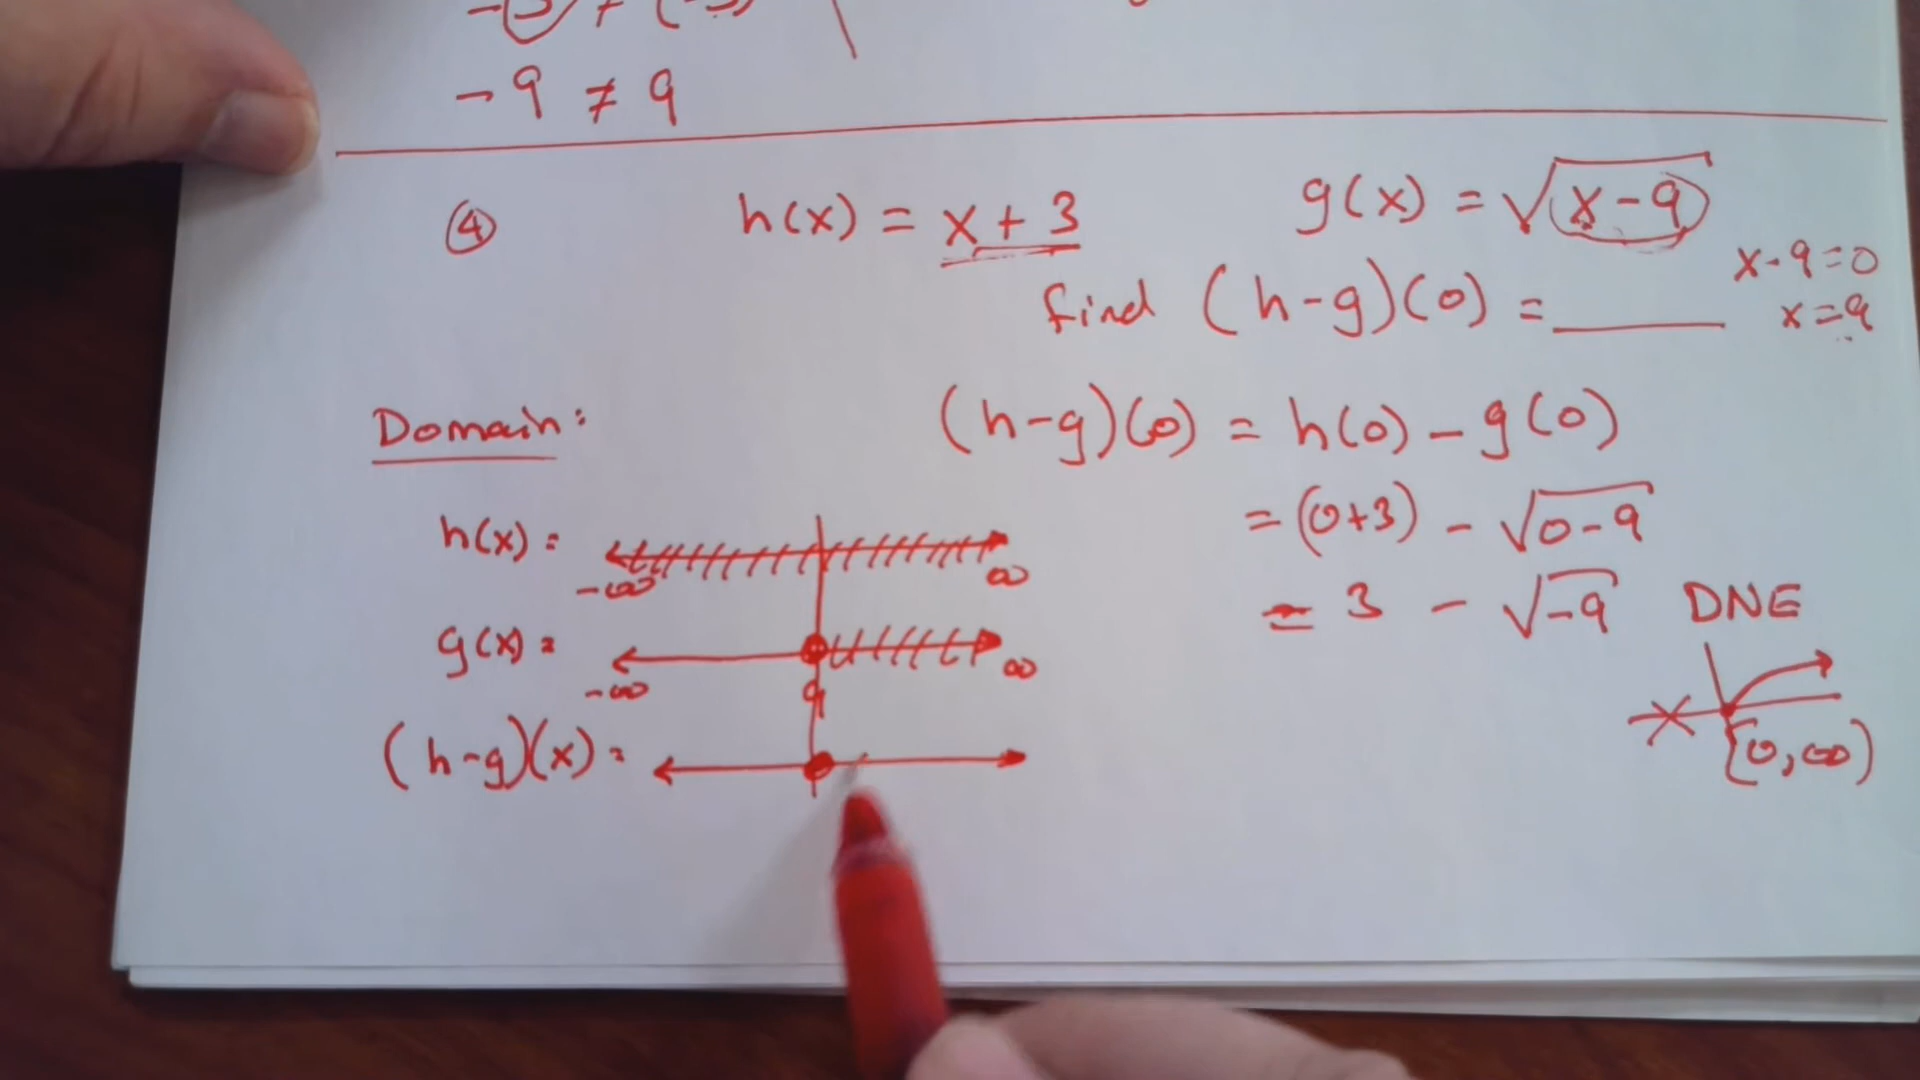 -9 ≠ 9
④ h(x) = x + 3 g(x) = √(x-9)
x-9=0
find (h-g)(0) = ______ x=9
Domain: (h-g)(0) = h(0) - g(0)
h(x) = -∞ ∞ = (0+3) - √(0-9)
= 3 - √-9 DNE
g(x) = -∞ 9 ∞
(h-g)(x) =
[0,∞)